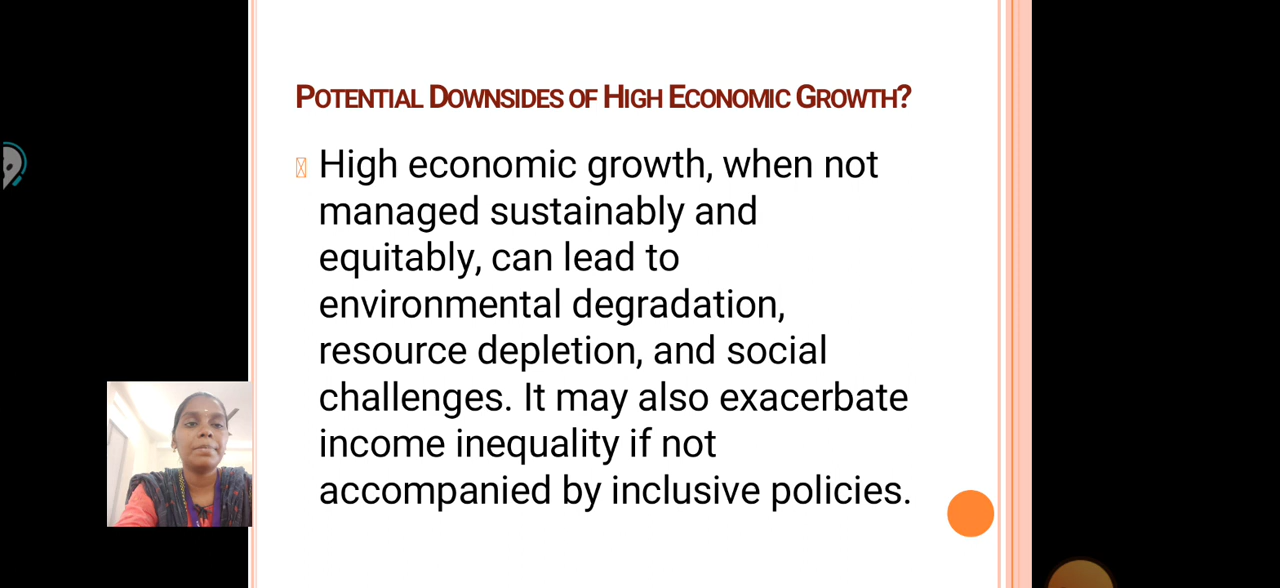 POTENTIAL DOWNSIDES OF HIGH ECONOMIC GROWTH?
High economic growth, when not
managed sustainably and
equitably, can lead to
environmental degradation,
resource depletion, and social
challenges. It may also exacerbate
income inequality if not
accompanied by inclusive policies.